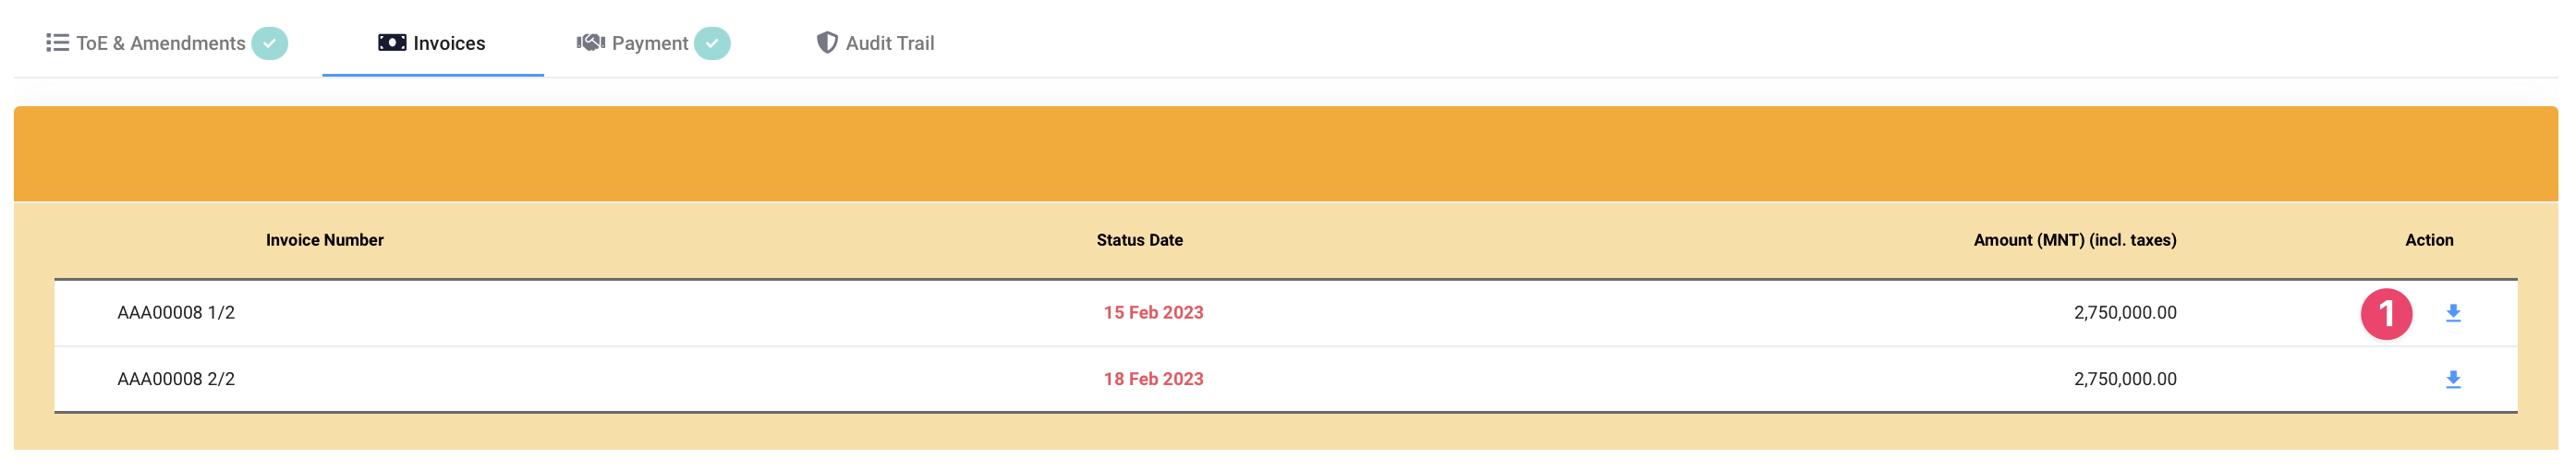 ToE & Amendments Invoices Payment Audit Trail
Invoice Number Status Date Amount (MNT) (incl. taxes) Action
AAA00008 1/2 15 Feb 2023 2,750,000.00 1
AAA00008 2/2 18 Feb 2023 2,750,000.00